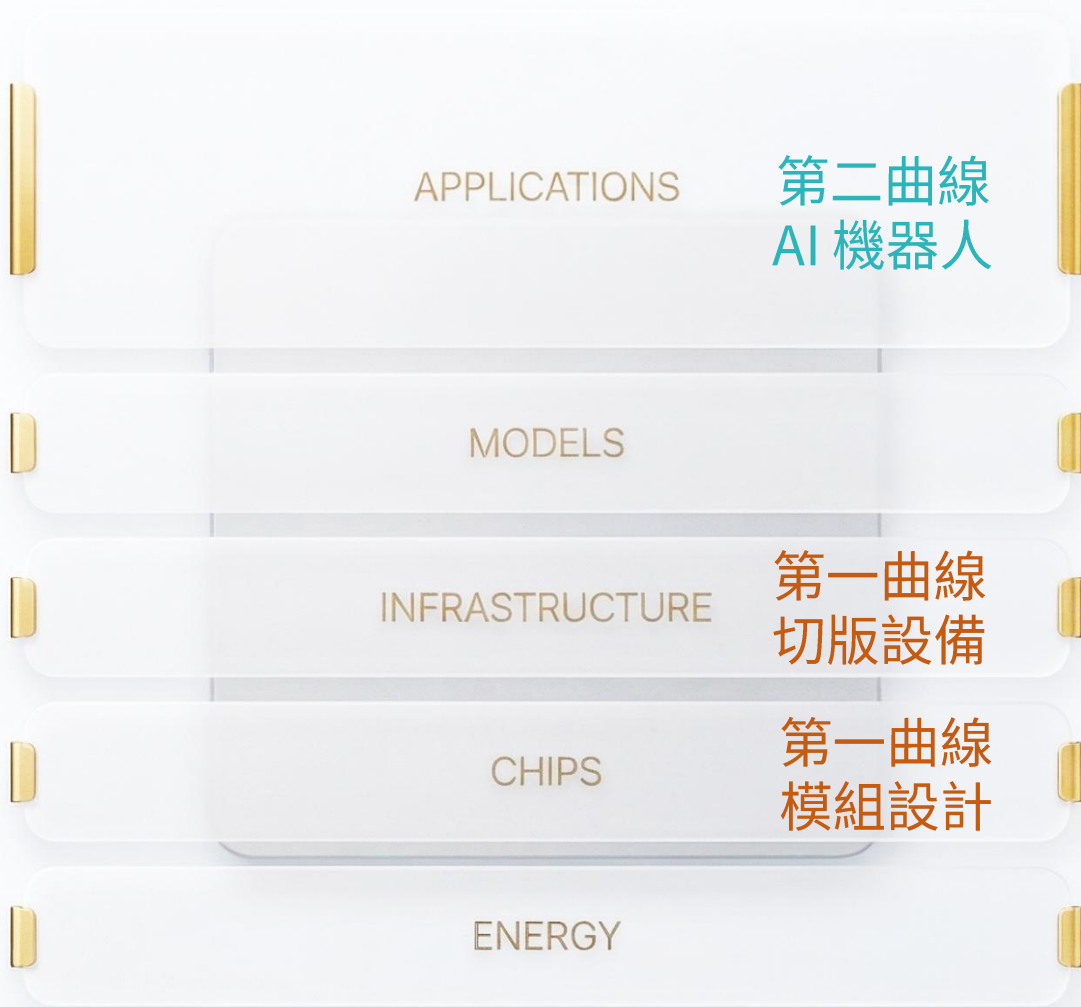 APPLICATIONS
第二曲線
AI 機器人
MODELS
INFRASTRUCTURE
第一曲線
切版設備
CHIPS
第一曲線
模組設計
ENERGY